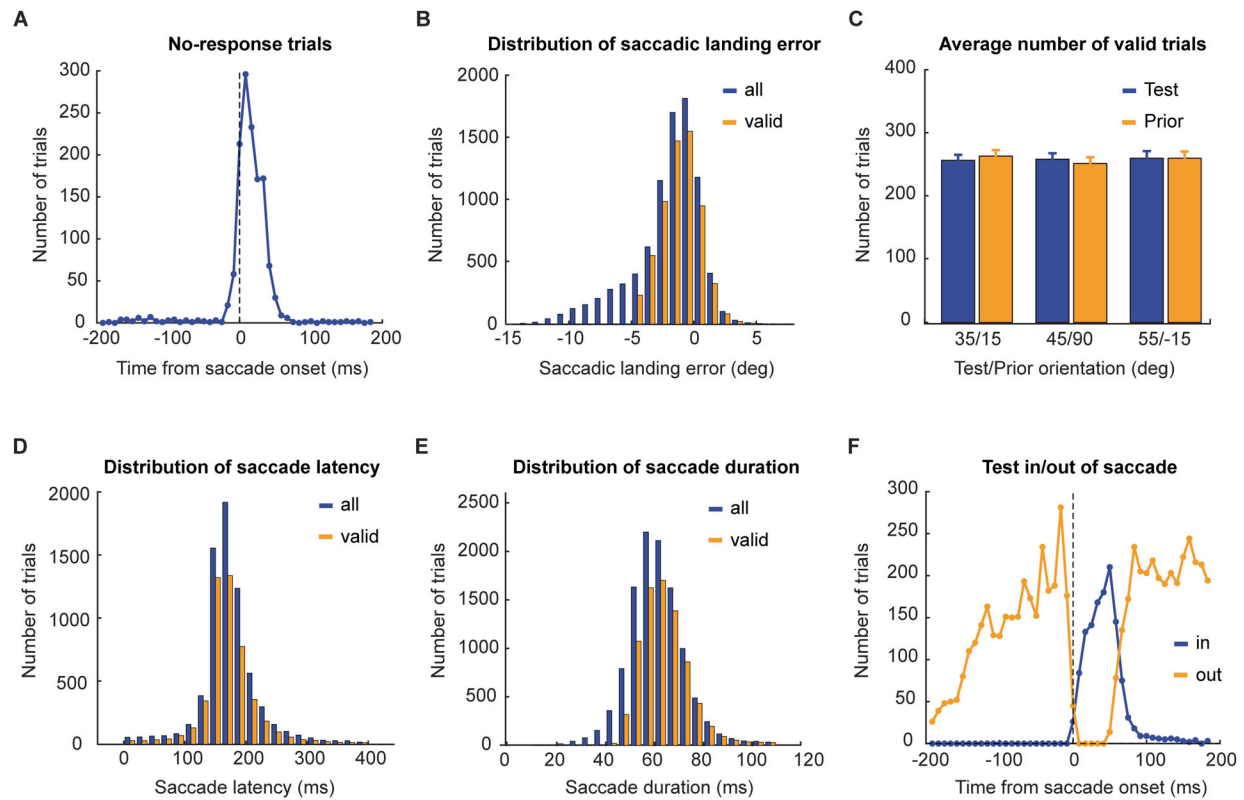 A
No-response trials
Number of trials
300
250
200
150
100
50
0
-200
-100
0
100
200
Time from saccade onset (ms)
B
Distribution of saccadic landing error
Number of trials
2000
1500
1000
500
0
all
valid
-15
-10
-5
0
5
Saccadic landing error (deg)
C
Average number of valid trials
Number of trials
400
300
200
100
0
Test
Prior
35/15
45/90
55/-15
Test/Prior orientation (deg)
D
Distribution of saccade latency
Number of trials
2000
1500
1000
500
0
all
valid
0
100
200
300
400
Saccade latency (ms)
E
Distribution of saccade duration
Number of trials
2500
2000
1500
1000
500
0
all
valid
0
20
40
60
80
100
120
Saccade duration (ms)
F
Test in/out of saccade
Number of trials
300
250
200
150
100
50
0
in
out
-200
-100
0
100
200
Time from saccade onset (ms)